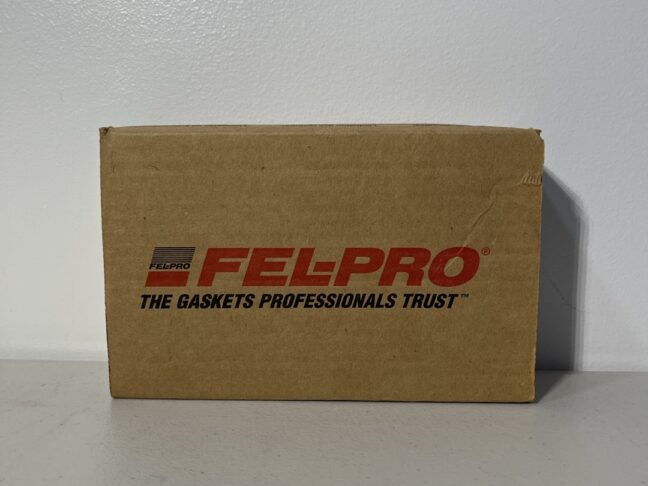 FEL-PRO
FEL-PRO®
THE GASKETS PROFESSIONALS TRUST™